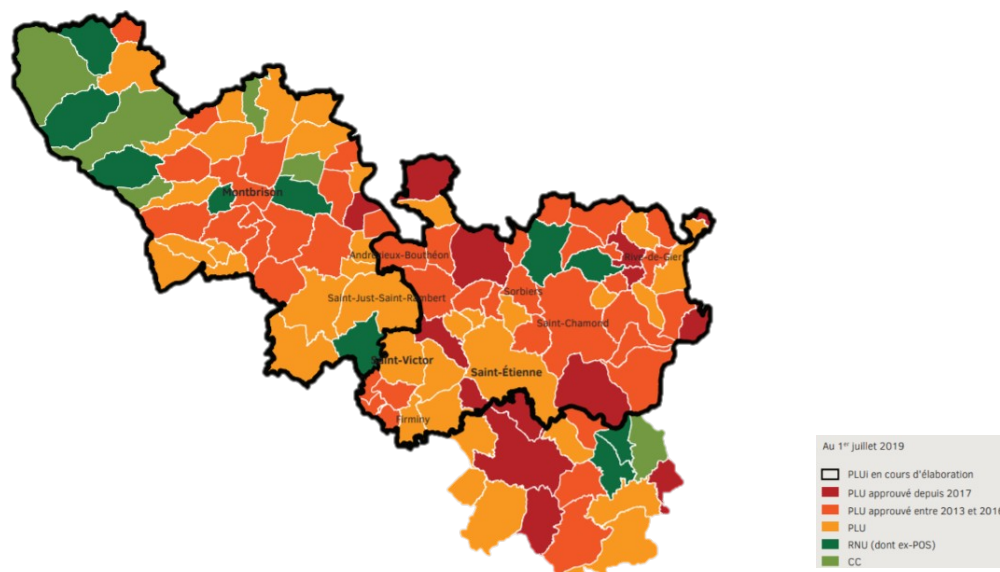 Montbrison
Andrézieux-Bouthéon
Rive-de-Gier
Sorbiers
Saint-Just-Saint-Rambert
Saint-Chamond
Saint-Victor
Saint-Étienne
Firminy
Au 1er juillet 2019
PLUi en cours d'élaboration
PLU approuvé depuis 2017
PLU approuvé entre 2013 et 2016
PLU
RNU (dont ex-POS)
CC